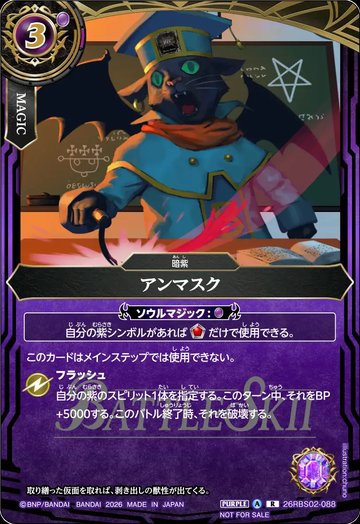 3
MAGIC
暗紫
あんし
アンマスク
ソウルマジック：
自分の紫シンボルがあれば だけで使用できる。
このカードはメインステップでは使用できない。
フラッシュ
自分の紫のスピリット1体を指定する。このターン中、それをBP
+5000する。このバトル終了時、それを破壊する。
BATTLE SPIRITS
illustration:chano
取り繕った仮面を取れば、剥き出しの獣性が出てくる。
©BNP/BANDAI BANDAI 2026 MADE IN JAPAN
PURPLE A R 26RBS02-088
NOT FOR SALE